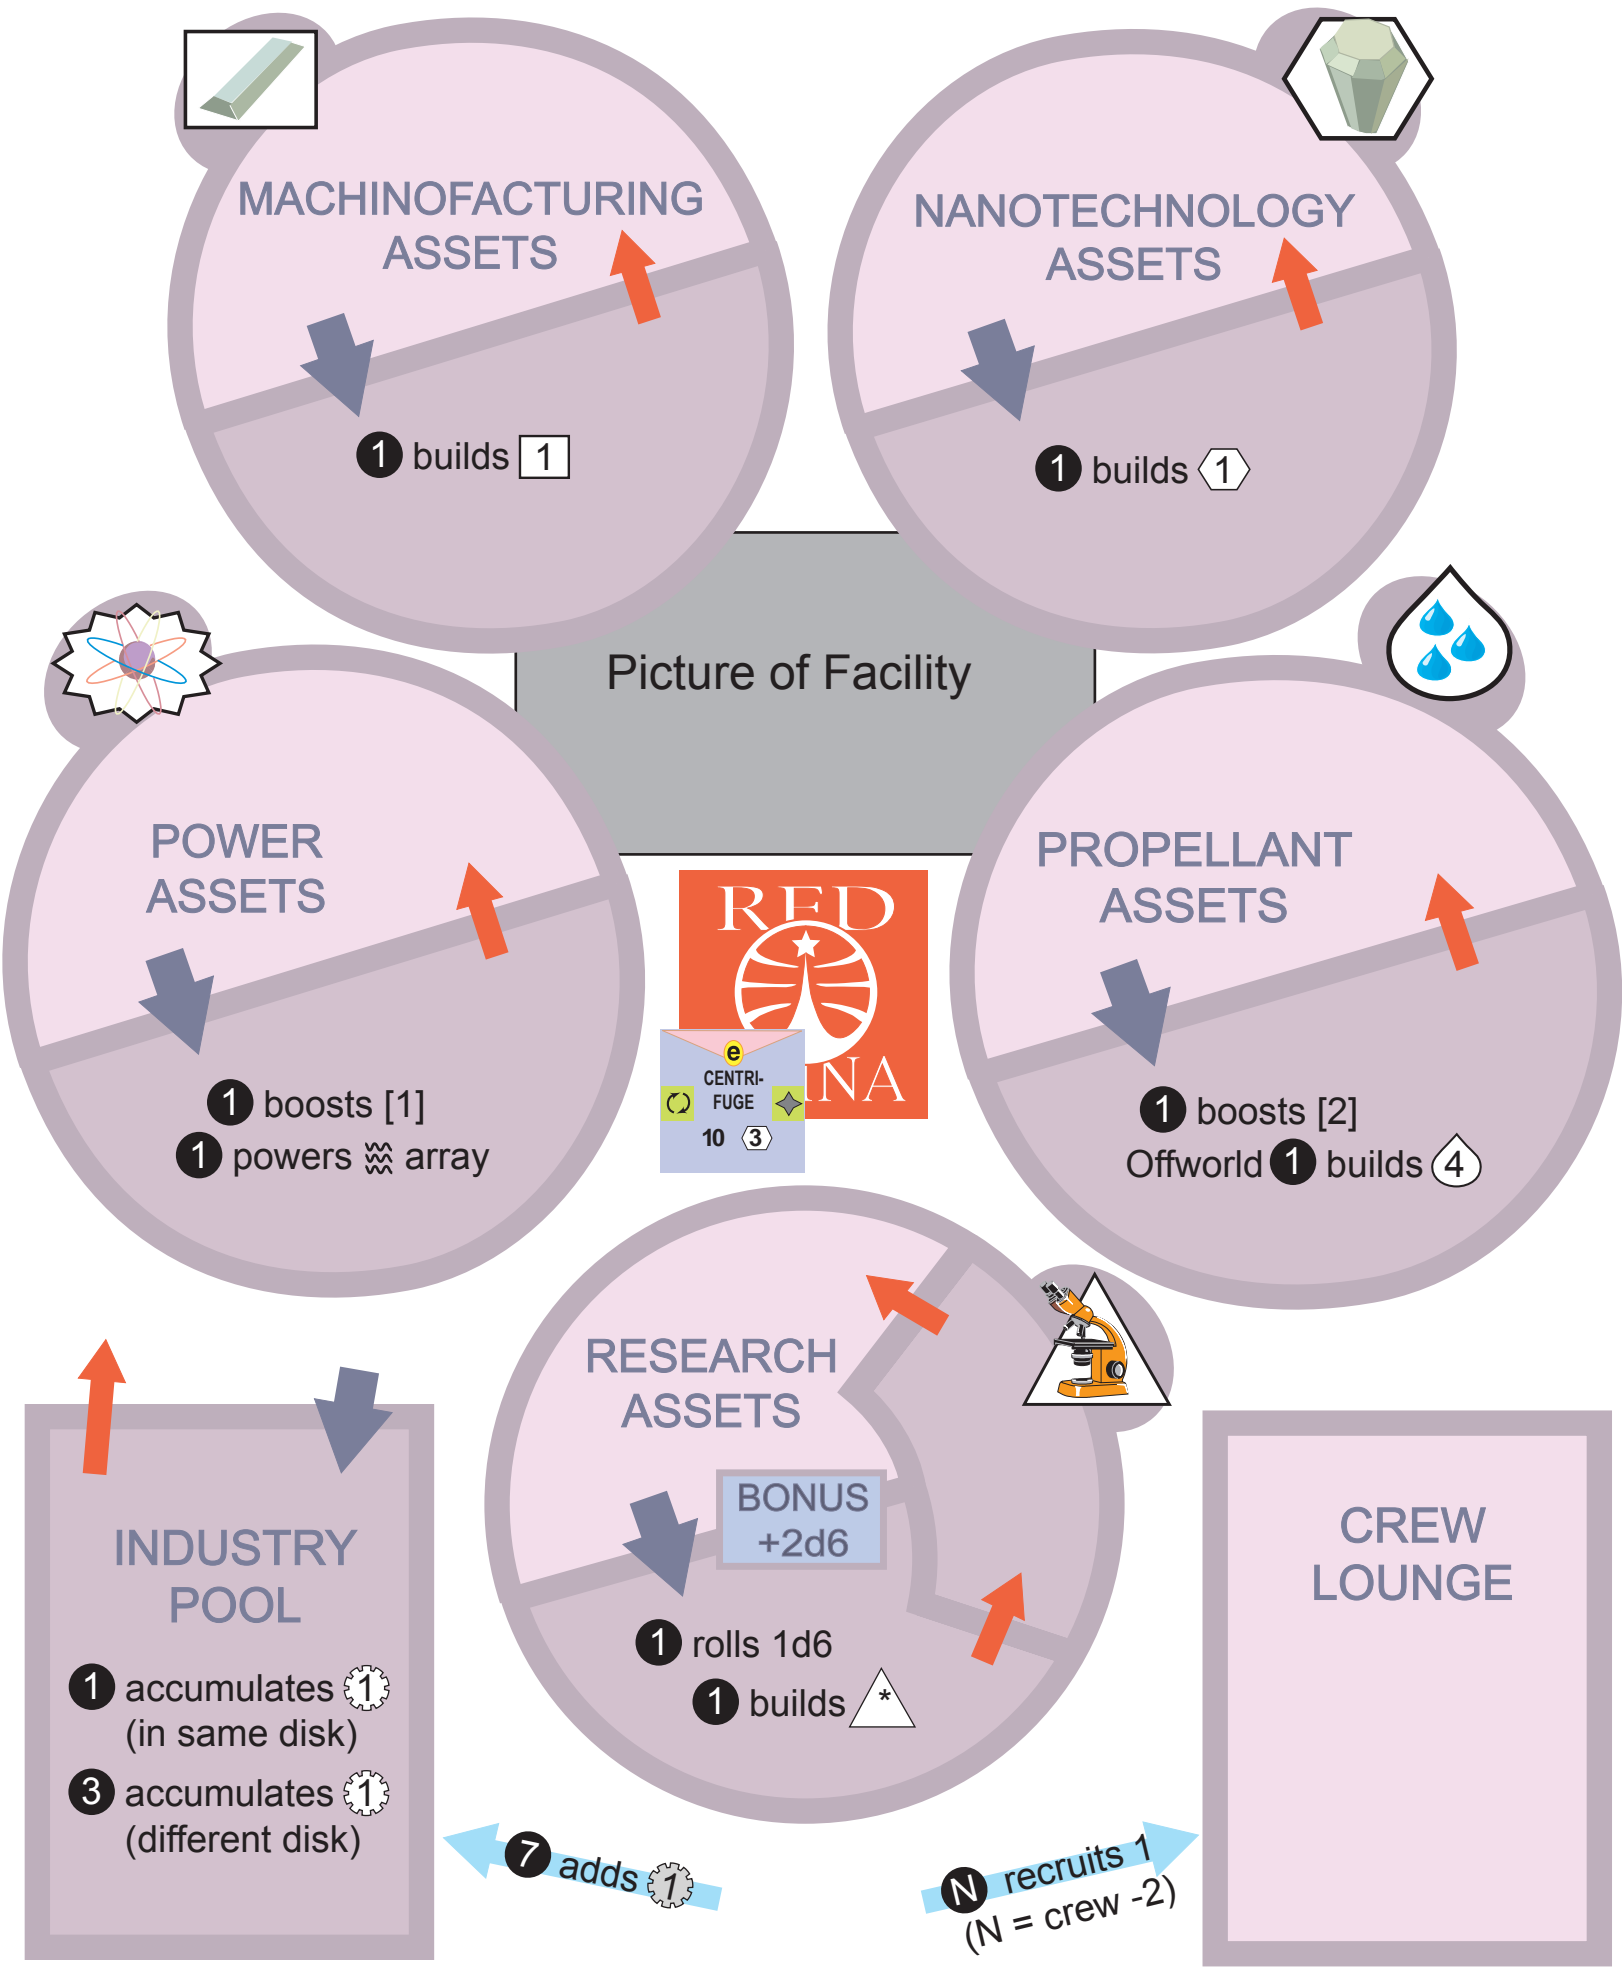 MACHINOFACTURING
ASSETS
1 builds 1
NANOTECHNOLOGY
ASSETS
1 builds 1
Picture of Facility
POWER
ASSETS
1 boosts [1]
1 powers array
PROPELLANT
ASSETS
1 boosts [2]
Offworld 1 builds 4
RED
INA
e
CENTRI-
FUGE
10 3
RESEARCH
ASSETS
BONUS
+2d6
1 rolls 1d6
1 builds *
INDUSTRY
POOL
1 accumulates 1
(in same disk)
3 accumulates 1
(different disk)
7 adds 1
N recruits 1
(N = crew -2)
CREW
LOUNGE